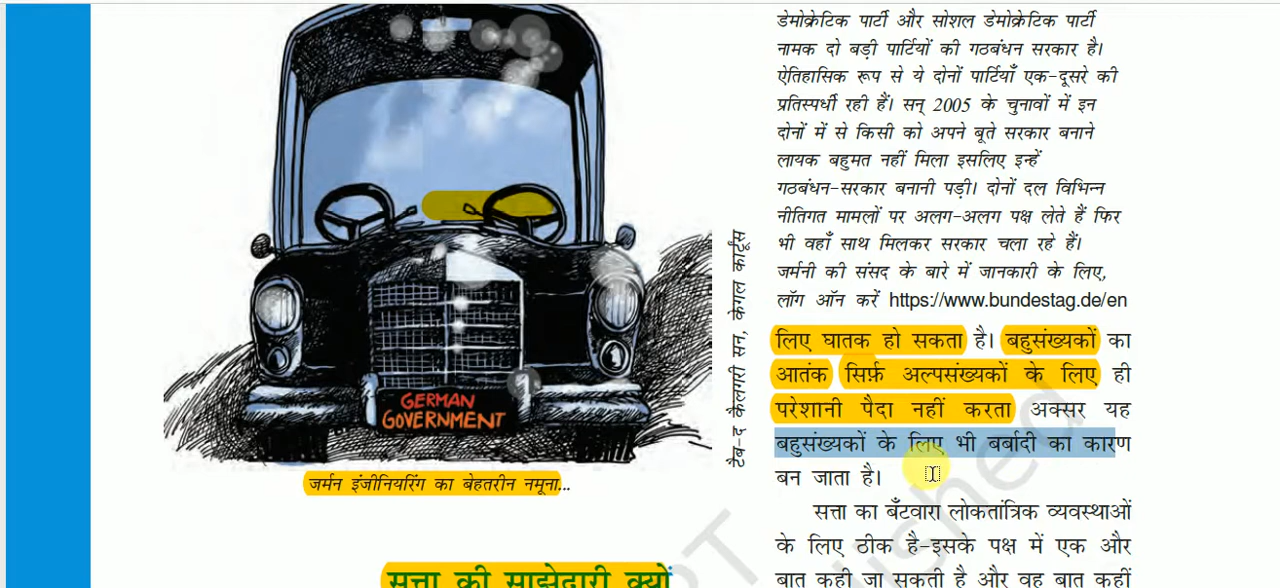 GERMAN
GOVERNMENT
जर्मन इंजीनियरिंग का बेहतरीन नमूना...
टैब-द कैलगरी सन, केगल कार्टूंस
सत्ता की साझेदारी क्यों
डेमोक्रेटिक पार्टी और सोशल डेमोक्रेटिक पार्टी
नामक दो बड़ी पार्टियों की गठबंधन सरकार है।
ऐतिहासिक रूप से ये दोनों पार्टियाँ एक-दूसरे की
प्रतिस्पर्धी रही हैं। सन् 2005 के चुनावों में इन
दोनों में से किसी को अपने बूते सरकार बनाने
लायक बहुमत नहीं मिला इसलिए इन्हें
गठबंधन-सरकार बनानी पड़ी। दोनों दल विभिन्न
नीतिगत मामलों पर अलग-अलग पक्ष लेते हैं फिर
भी वहाँ साथ मिलकर सरकार चला रहे हैं।
जर्मनी की संसद के बारे में जानकारी के लिए,
लॉग ऑन करें https://www.bundestag.de/en
लिए घातक हो सकता है। बहुसंख्यकों का
आतंक सिर्फ़ अल्पसंख्यकों के लिए ही
परेशानी पैदा नहीं करता अक्सर यह
बहुसंख्यकों के लिए भी बर्बादी का कारण
बन जाता है।
सत्ता का बँटवारा लोकतांत्रिक व्यवस्थाओं
के लिए ठीक है-इसके पक्ष में एक और
बात कही जा सकती है और वह बात कहीं